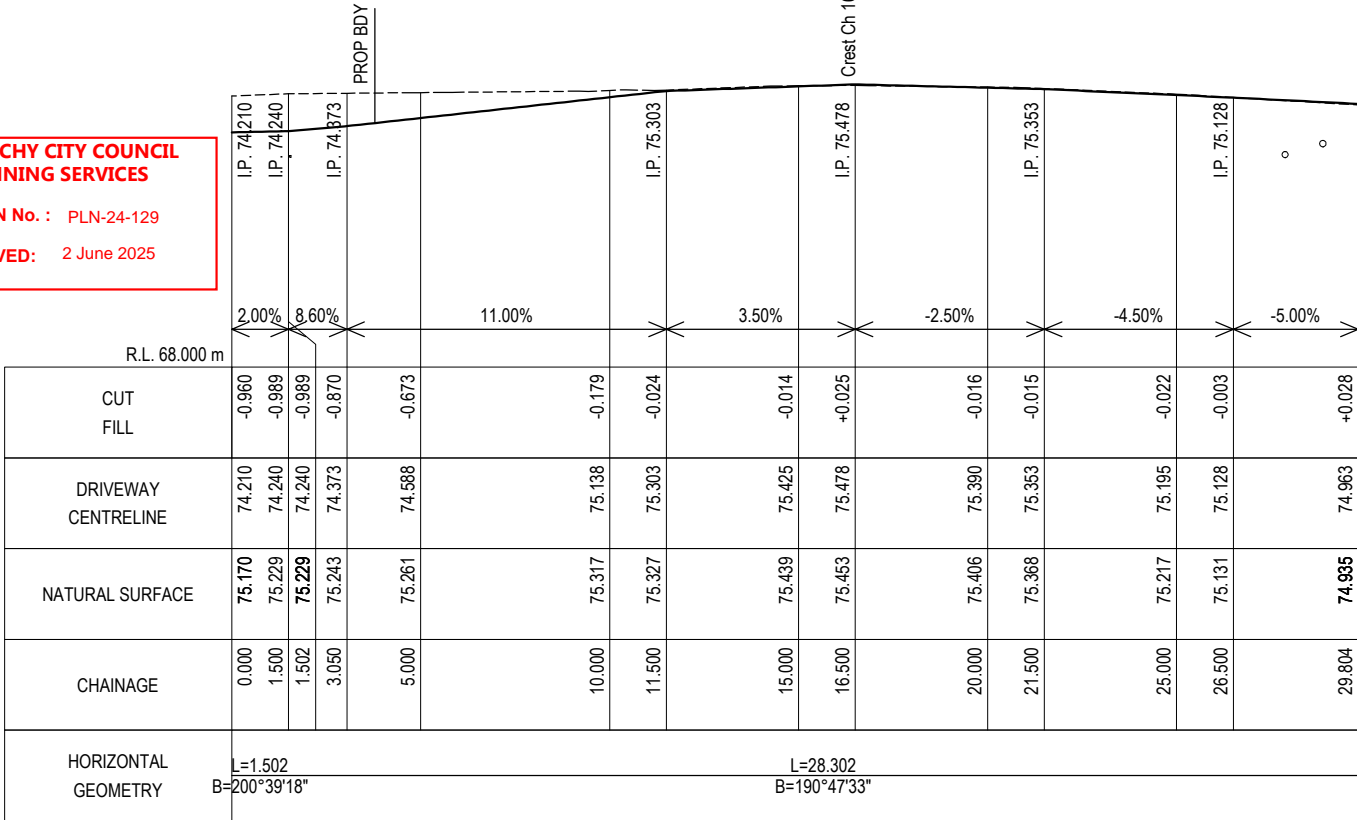 PROP BDY
Crest Ch 16
I.P. 74.210
I.P. 74.240
I.P. 74.373
I.P. 75.303
I.P. 75.478
I.P. 75.353
I.P. 75.128
CHY CITY COUNCIL
NNING SERVICES
N No. : PLN-24-129
VED: 2 June 2025
2.00% 8.60% 11.00% 3.50% -2.50% -4.50% -5.00%
R.L. 68.000 m
CUT
FILL
-0.960 -0.989 -0.989 -0.870 -0.673 -0.179 -0.024 -0.014 +0.025 -0.016 -0.015 -0.022 -0.003 +0.028
DRIVEWAY
CENTRELINE
74.210 74.240 74.240 74.373 74.588 75.138 75.303 75.425 75.478 75.390 75.353 75.195 75.128 74.963
NATURAL SURFACE
75.170 75.229 75.229 75.243 75.261 75.317 75.327 75.439 75.453 75.406 75.368 75.217 75.131 74.935
CHAINAGE
0.000 1.500 1.502 3.050 5.000 10.000 11.500 15.000 16.500 20.000 21.500 25.000 26.500 29.804
HORIZONTAL
GEOMETRY
L=1.502
B=200°39'18"
L=28.302
B=190°47'33"